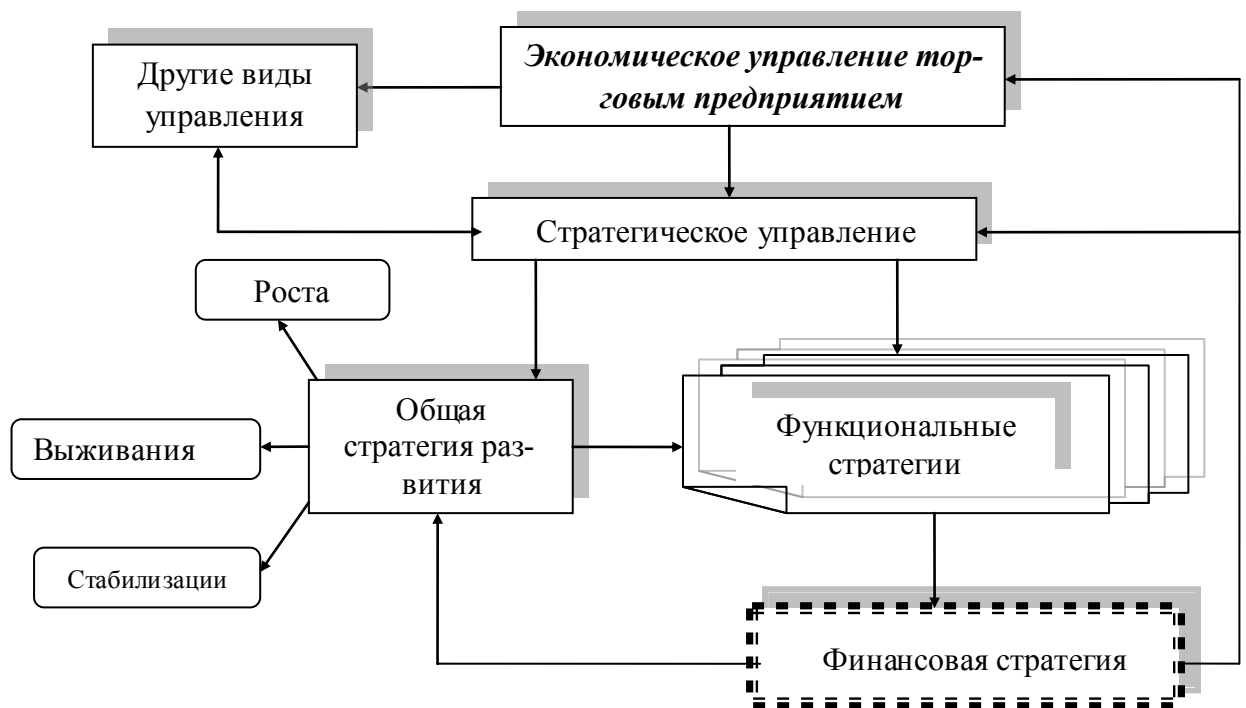 Экономическое управление тор-
говым предприятием
Другие виды
управления
Стратегическое управление
Роста
Общая
стратегия раз-
вития
Функциональные
стратегии
Выживания
Стабилизации
Финансовая стратегия